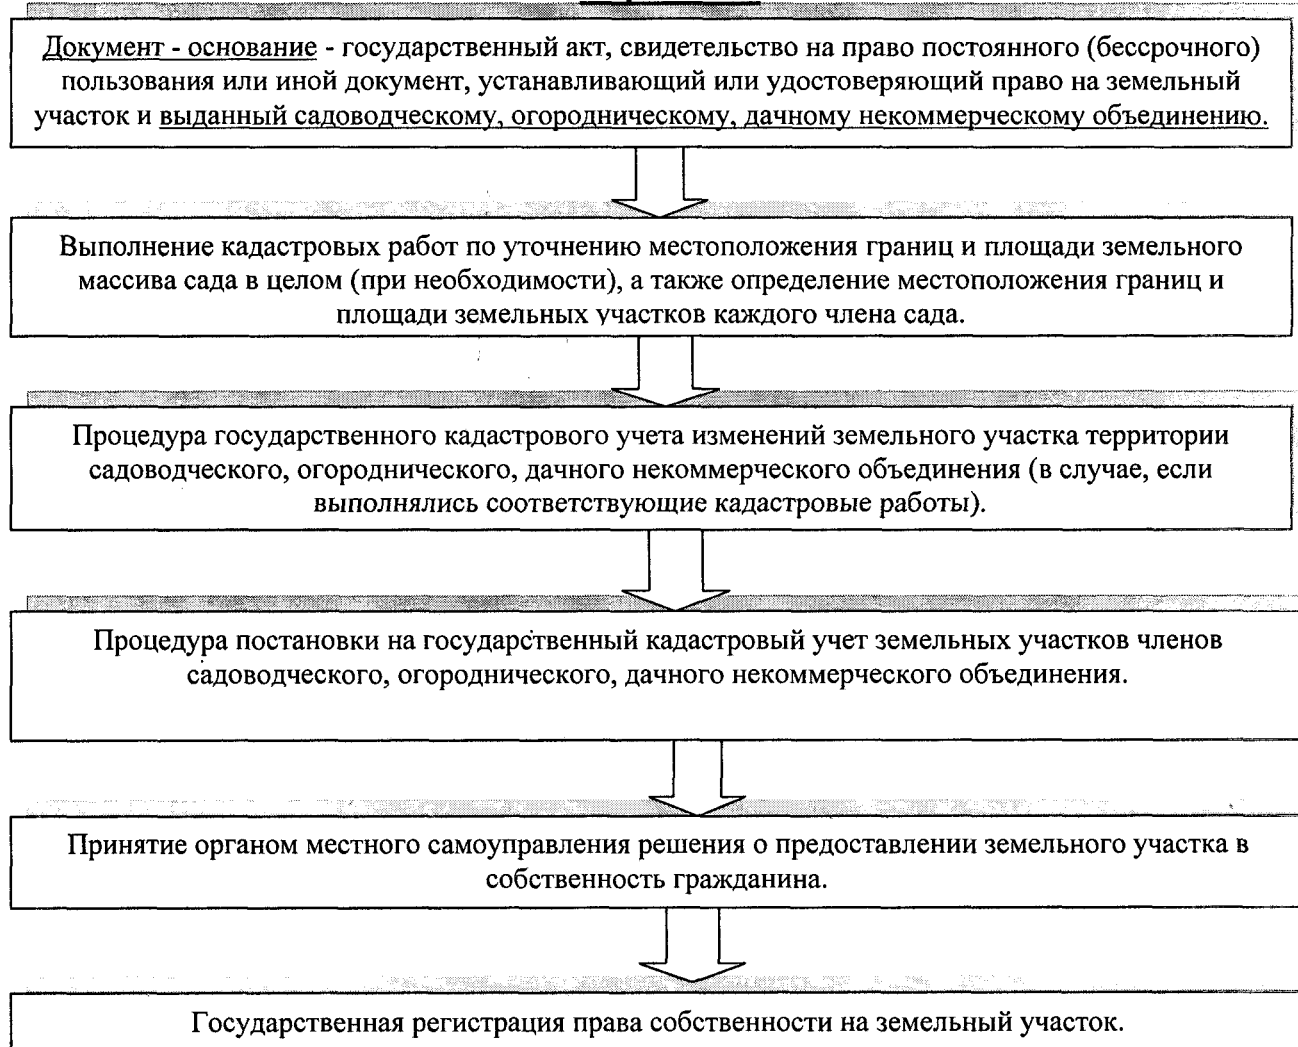 Документ - основание - государственный акт, свидетельство на право постоянного (бессрочного)
пользования или иной документ, устанавливающий или удостоверяющий право на земельный
участок и выданный садоводческому, огородническому, дачному некоммерческому объединению.
Выполнение кадастровых работ по уточнению местоположения границ и площади земельного
массива сада в целом (при необходимости), а также определение местоположения границ и
площади земельных участков каждого члена сада.
Процедура государственного кадастрового учета изменений земельного участка территории
садоводческого, огороднического, дачного некоммерческого объединения (в случае, если
выполнялись соответствующие кадастровые работы).
Процедура постановки на государственный кадастровый учет земельных участков членов
садоводческого, огороднического, дачного некоммерческого объединения.
Принятие органом местного самоуправления решения о предоставлении земельного участка в
собственность гражданина.
Государственная регистрация права собственности на земельный участок.